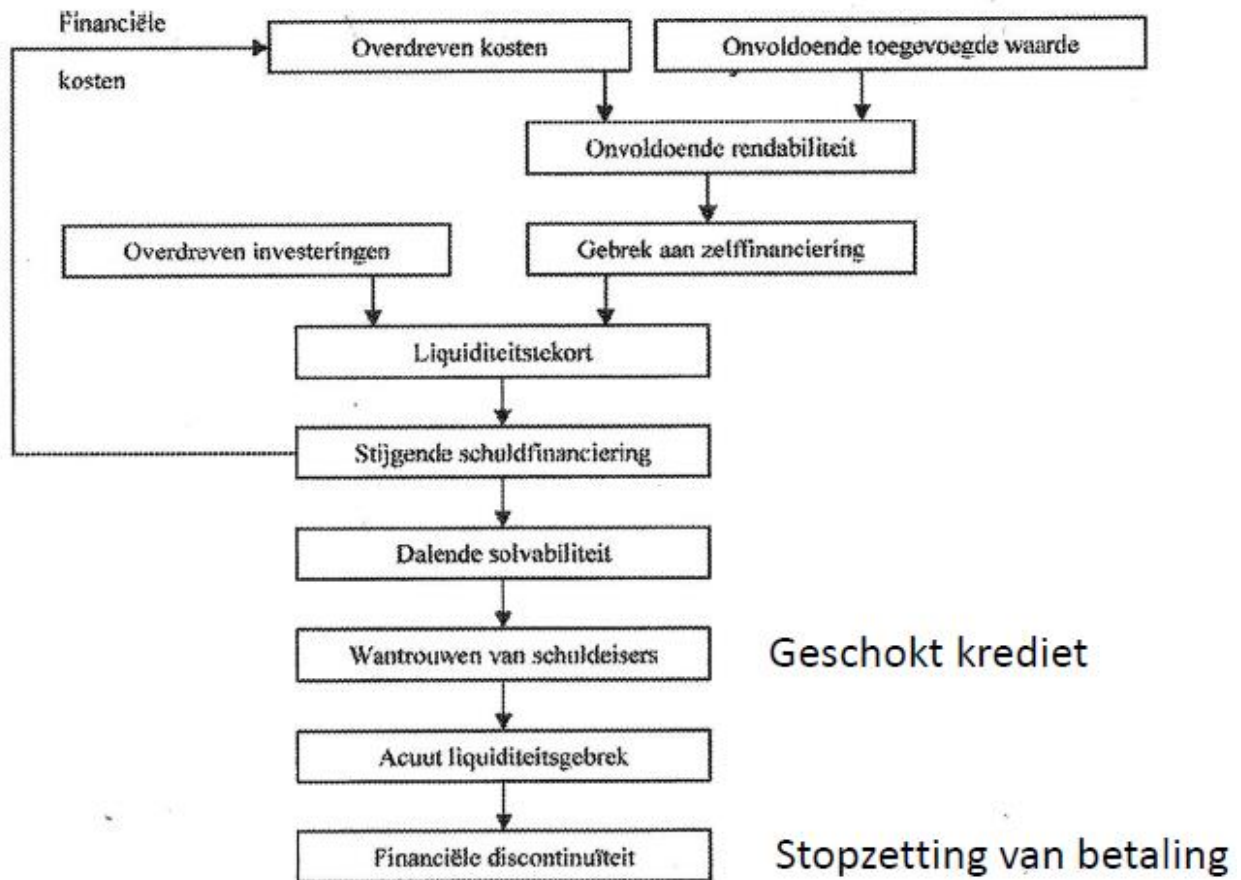 Financiële
kosten
Overdreven kosten
Onvoldoende toegevoegde waarde
Onvoldoende rendabiliteit
Overdreven investeringen
Gebrek aan zelffinanciering
Liquiditeitstekort
Stijgende schuldfinanciering
Dalende solvabiliteit
Wantrouwen van schuldeisers
Geschokt krediet
Acuut liquiditeitsgebrek
Financiële discontinuïteit
Stopzetting van betaling